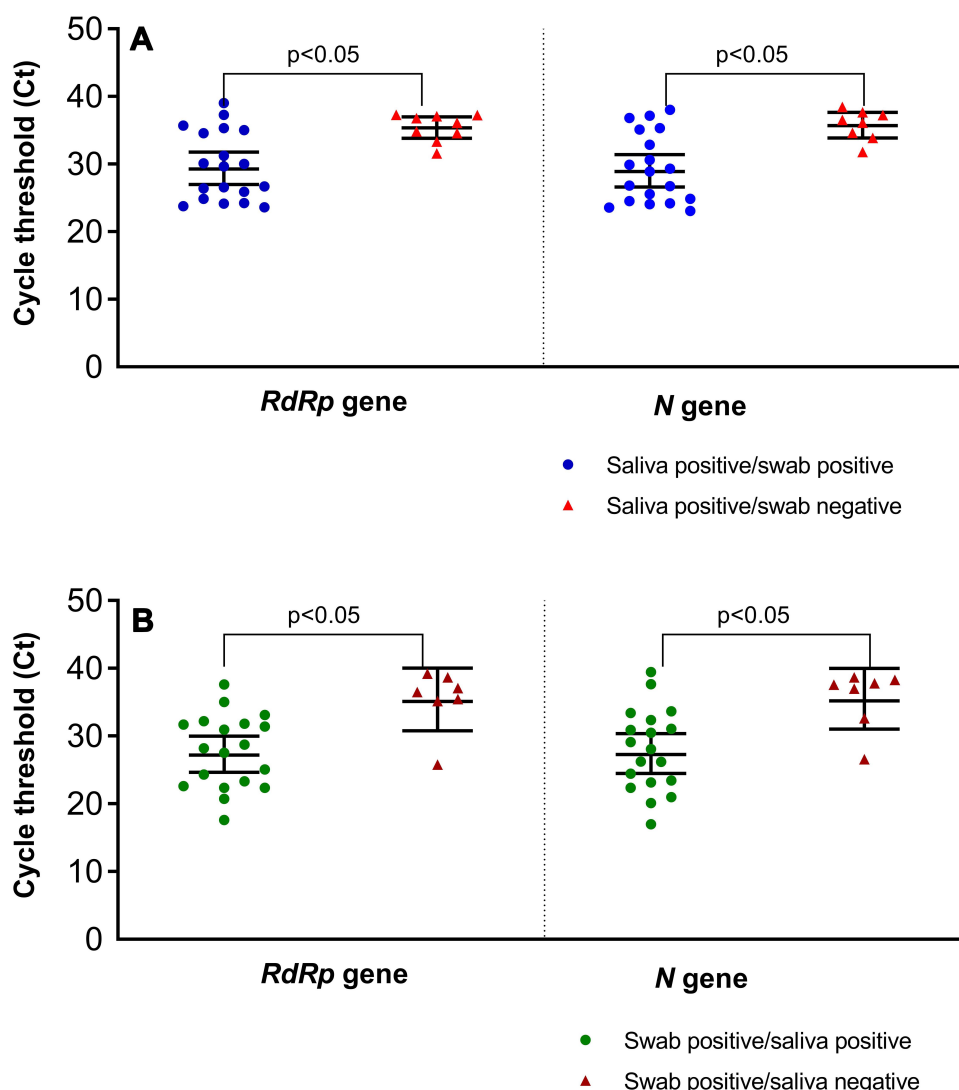 A
50
40
30
20
10
0
Cycle threshold (Ct)
p<0.05
p<0.05
RdRp gene
N gene
Saliva positive/swab positive
Saliva positive/swab negative
B
50
40
30
20
10
0
Cycle threshold (Ct)
p<0.05
p<0.05
RdRp gene
N gene
Swab positive/saliva positive
Swab positive/saliva negative